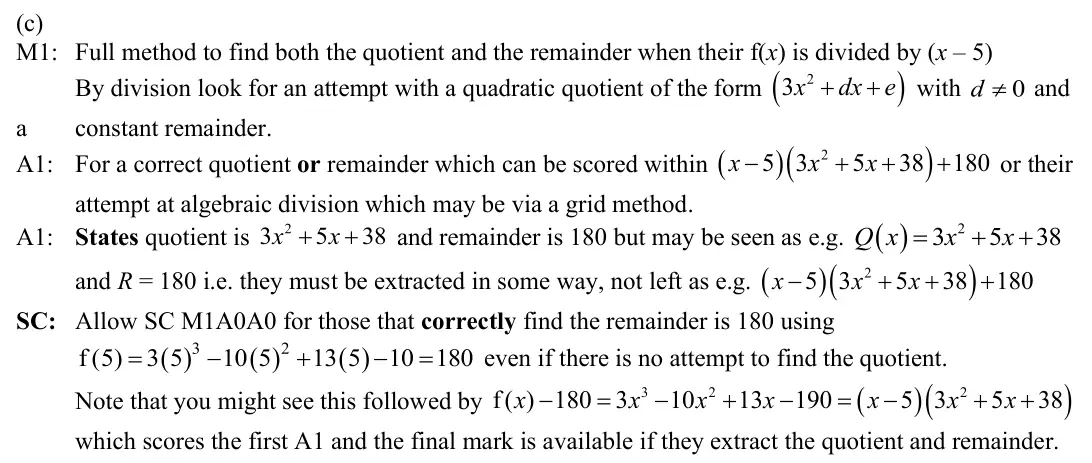 (c)
M1: Full method to find both the quotient and the remainder when their f(x) is divided by (x – 5)
By division look for an attempt with a quadratic quotient of the form (3x² + dx + e) with d ≠ 0 and
a constant remainder.
A1: For a correct quotient or remainder which can be scored within (x − 5)(3x² + 5x + 38) + 180 or their
attempt at algebraic division which may be via a grid method.
A1: States quotient is 3x² + 5x + 38 and remainder is 180 but may be seen as e.g. Q(x) = 3x² + 5x + 38
and R = 180 i.e. they must be extracted in some way, not left as e.g. (x − 5)(3x² + 5x + 38) + 180
SC: Allow SC M1A0A0 for those that correctly find the remainder is 180 using
f(5) = 3(5)³ − 10(5)² + 13(5) − 10 = 180 even if there is no attempt to find the quotient.
Note that you might see this followed by f(x) − 180 = 3x³ − 10x² + 13x − 190 = (x − 5)(3x² + 5x + 38)
which scores the first A1 and the final mark is available if they extract the quotient and remainder.